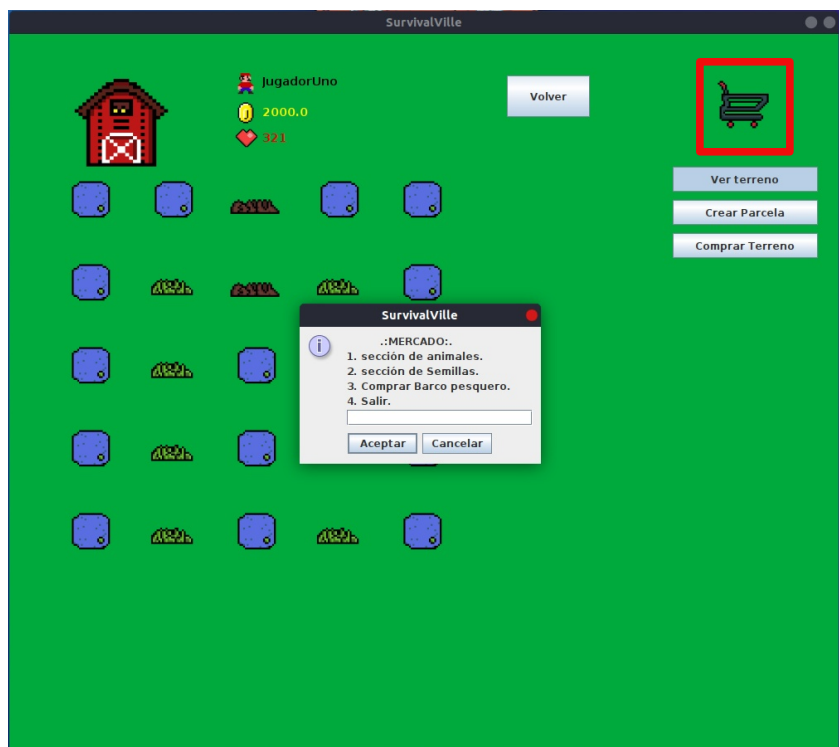 SurvivalVille
JugadorUno
2000.0
321
Volver
Ver terreno
Crear Parcela
Comprar Terreno
SurvivalVille
.:MERCADO:.
1. sección de animales.
2. sección de Semillas.
3. Comprar Barco pesquero.
4. Salir.
Aceptar
Cancelar